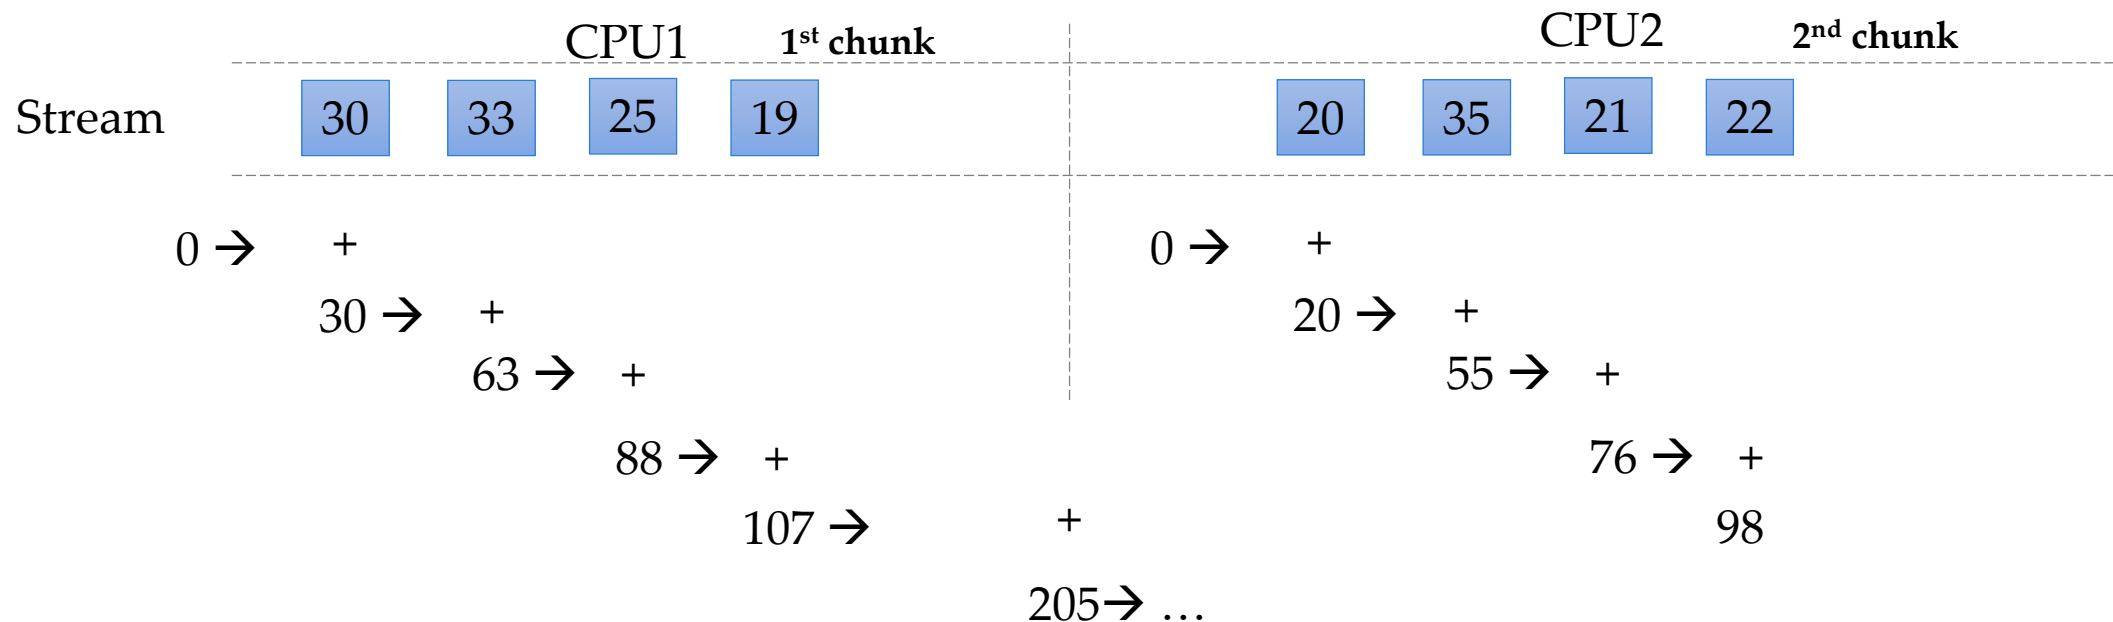 CPU1 1st chunk CPU2 2nd chunk
Stream 30 33 25 19 20 35 21 22
0 → + 0 → +
30 → + 20 → +
63 → + 55 → +
88 → + 76 → +
107 → + 98
205→ …